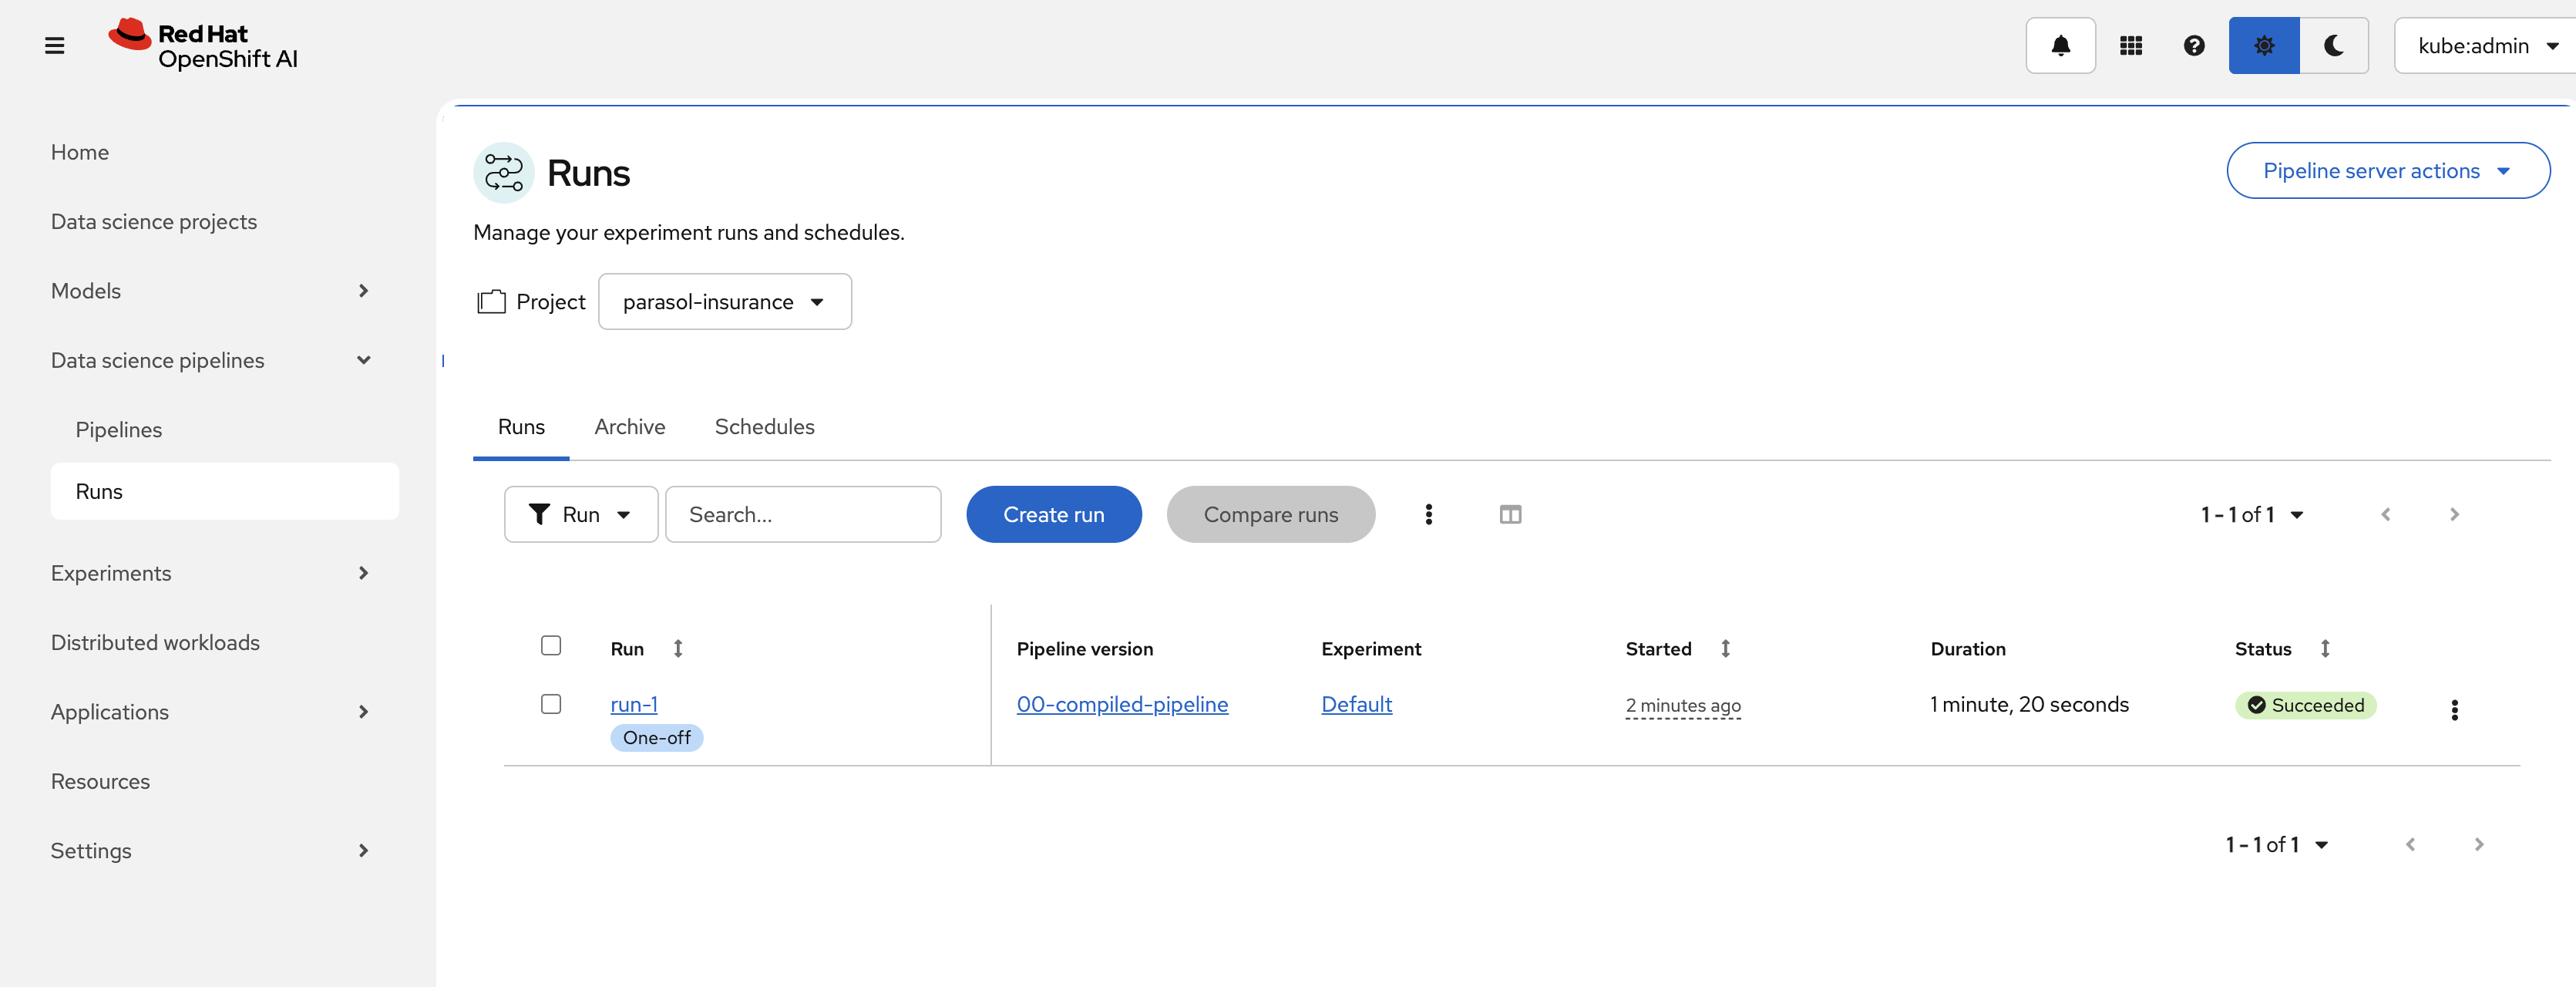 Red Hat
OpenShift AI
kube:admin
Home
Data science projects
Models
Data science pipelines
Pipelines
Runs
Experiments
Distributed workloads
Applications
Resources
Settings
Runs
Pipeline server actions
Manage your experiment runs and schedules.
Project parasol-insurance
Runs Archive Schedules
Run Search... Create run Compare runs 1 - 1 of 1
Run Pipeline version Experiment Started Duration Status
run-1 00-compiled-pipeline Default 2 minutes ago 1 minute, 20 seconds Succeeded
One-off
1 - 1 of 1